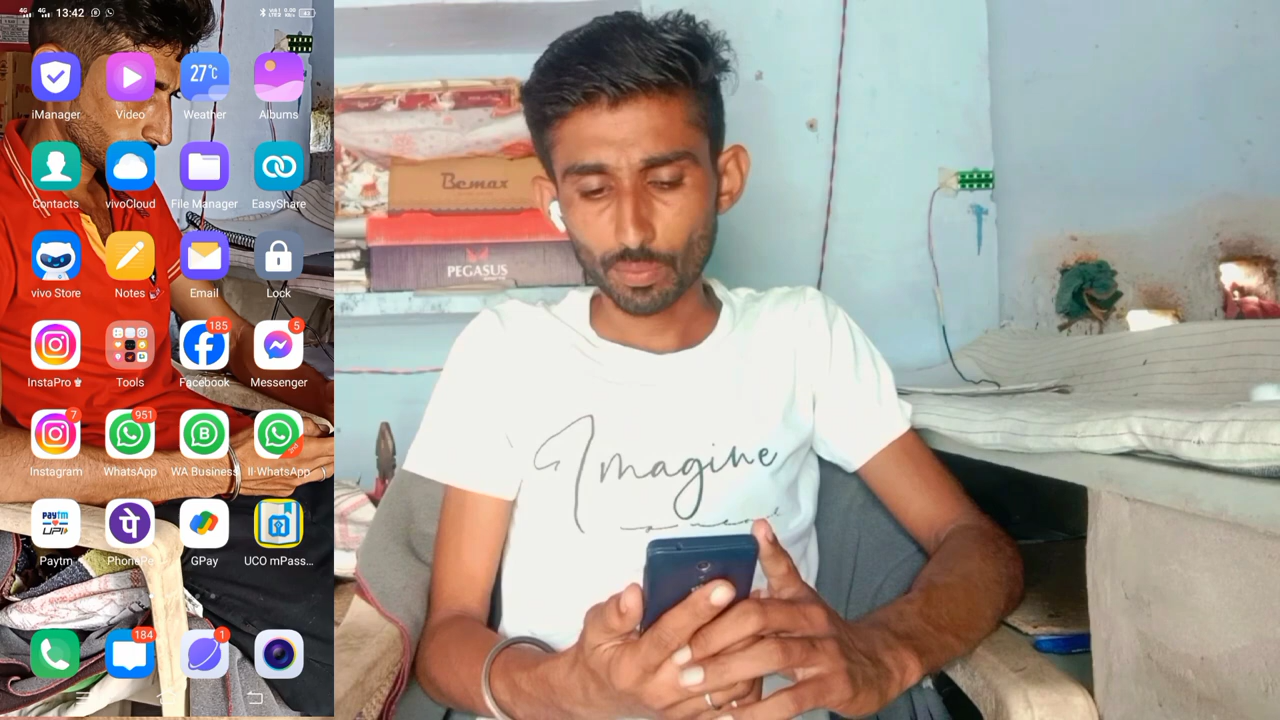 4G 4G 13:42
27°C
iManager Video Weather Albums
Contacts vivoCloud File Manager EasyShare
vivo Store Notes Email Lock
185 5
InstaPro Tools Facebook Messenger
7 951
B
Instagram WhatsApp WA Business II·WhatsApp
Paytm
UPI
Paytm PhonePe GPay UCO mPass...
184 1
Bemax
PEGASUS
Imagine